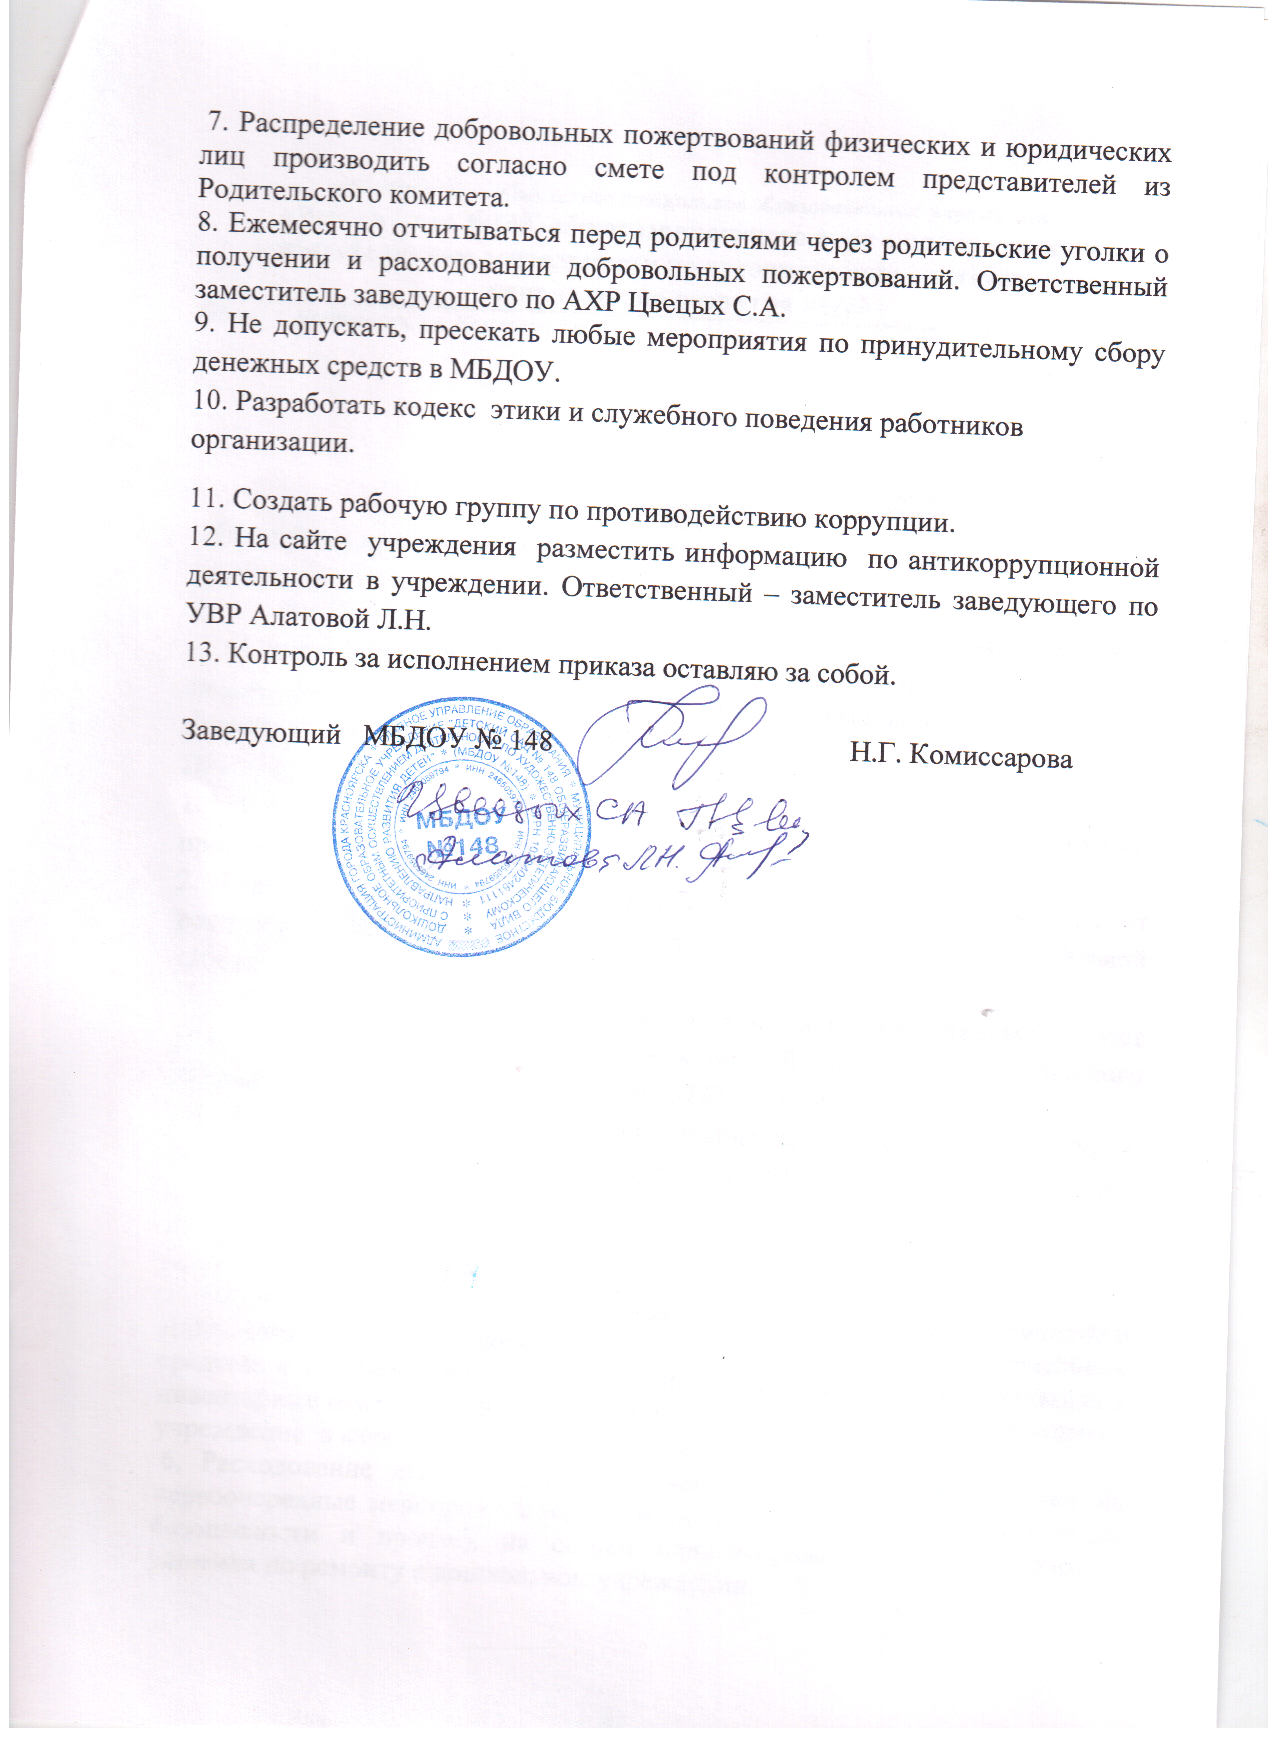 7. Распределение добровольных пожертвований физических и юридических
лиц производить согласно смете под контролем представителей из
Родительского комитета.
8. Ежемесячно отчитываться перед родителями через родительские уголки о
получении и расходовании добровольных пожертвований. Ответственный
заместитель заведующего по АХР Цвецых С.А.
9. Не допускать, пресекать любые мероприятия по принудительному сбору
денежных средств в МБДОУ.
10. Разработать кодекс этики и служебного поведения работников
организации.
11. Создать рабочую группу по противодействию коррупции.
12. На сайте учреждения разместить информацию по антикоррупционной
деятельности в учреждении. Ответственный – заместитель заведующего по
УВР Алатовой Л.Н.
13. Контроль за исполнением приказа оставляю за собой.
Заведующий МБДОУ № 148
Н.Г. Комиссарова
Цвецых СА
Алатова Л.Н.
МБДОУ
№148